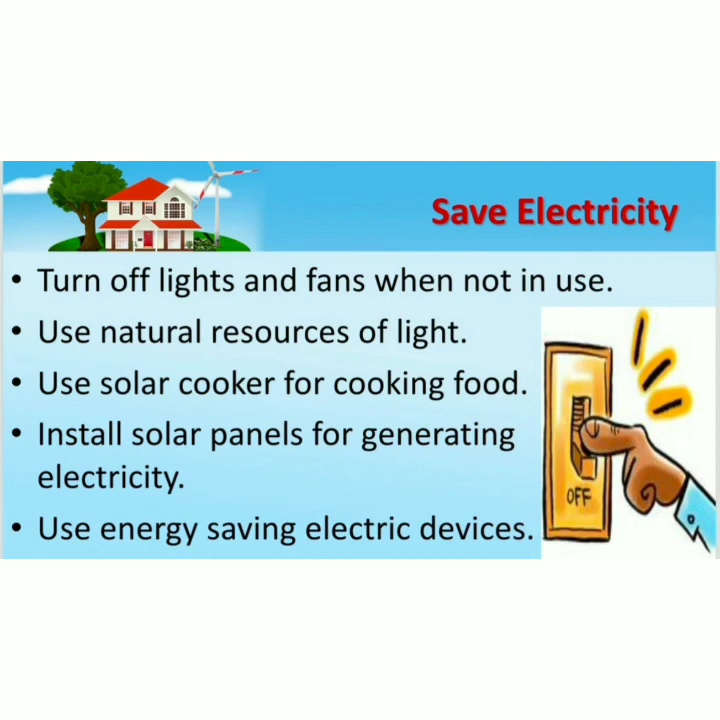 Save Electricity
• Turn off lights and fans when not in use.
• Use natural resources of light.
• Use solar cooker for cooking food.
• Install solar panels for generating
electricity.
• Use energy saving electric devices.
OFF